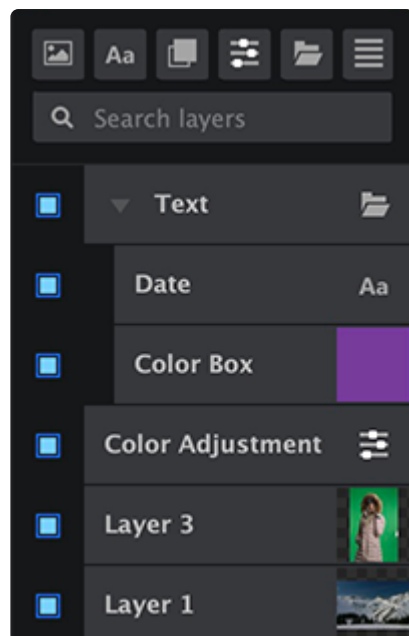 Aa
Search layers
Text
Date Aa
Color Box
Color Adjustment
Layer 3
Layer 1